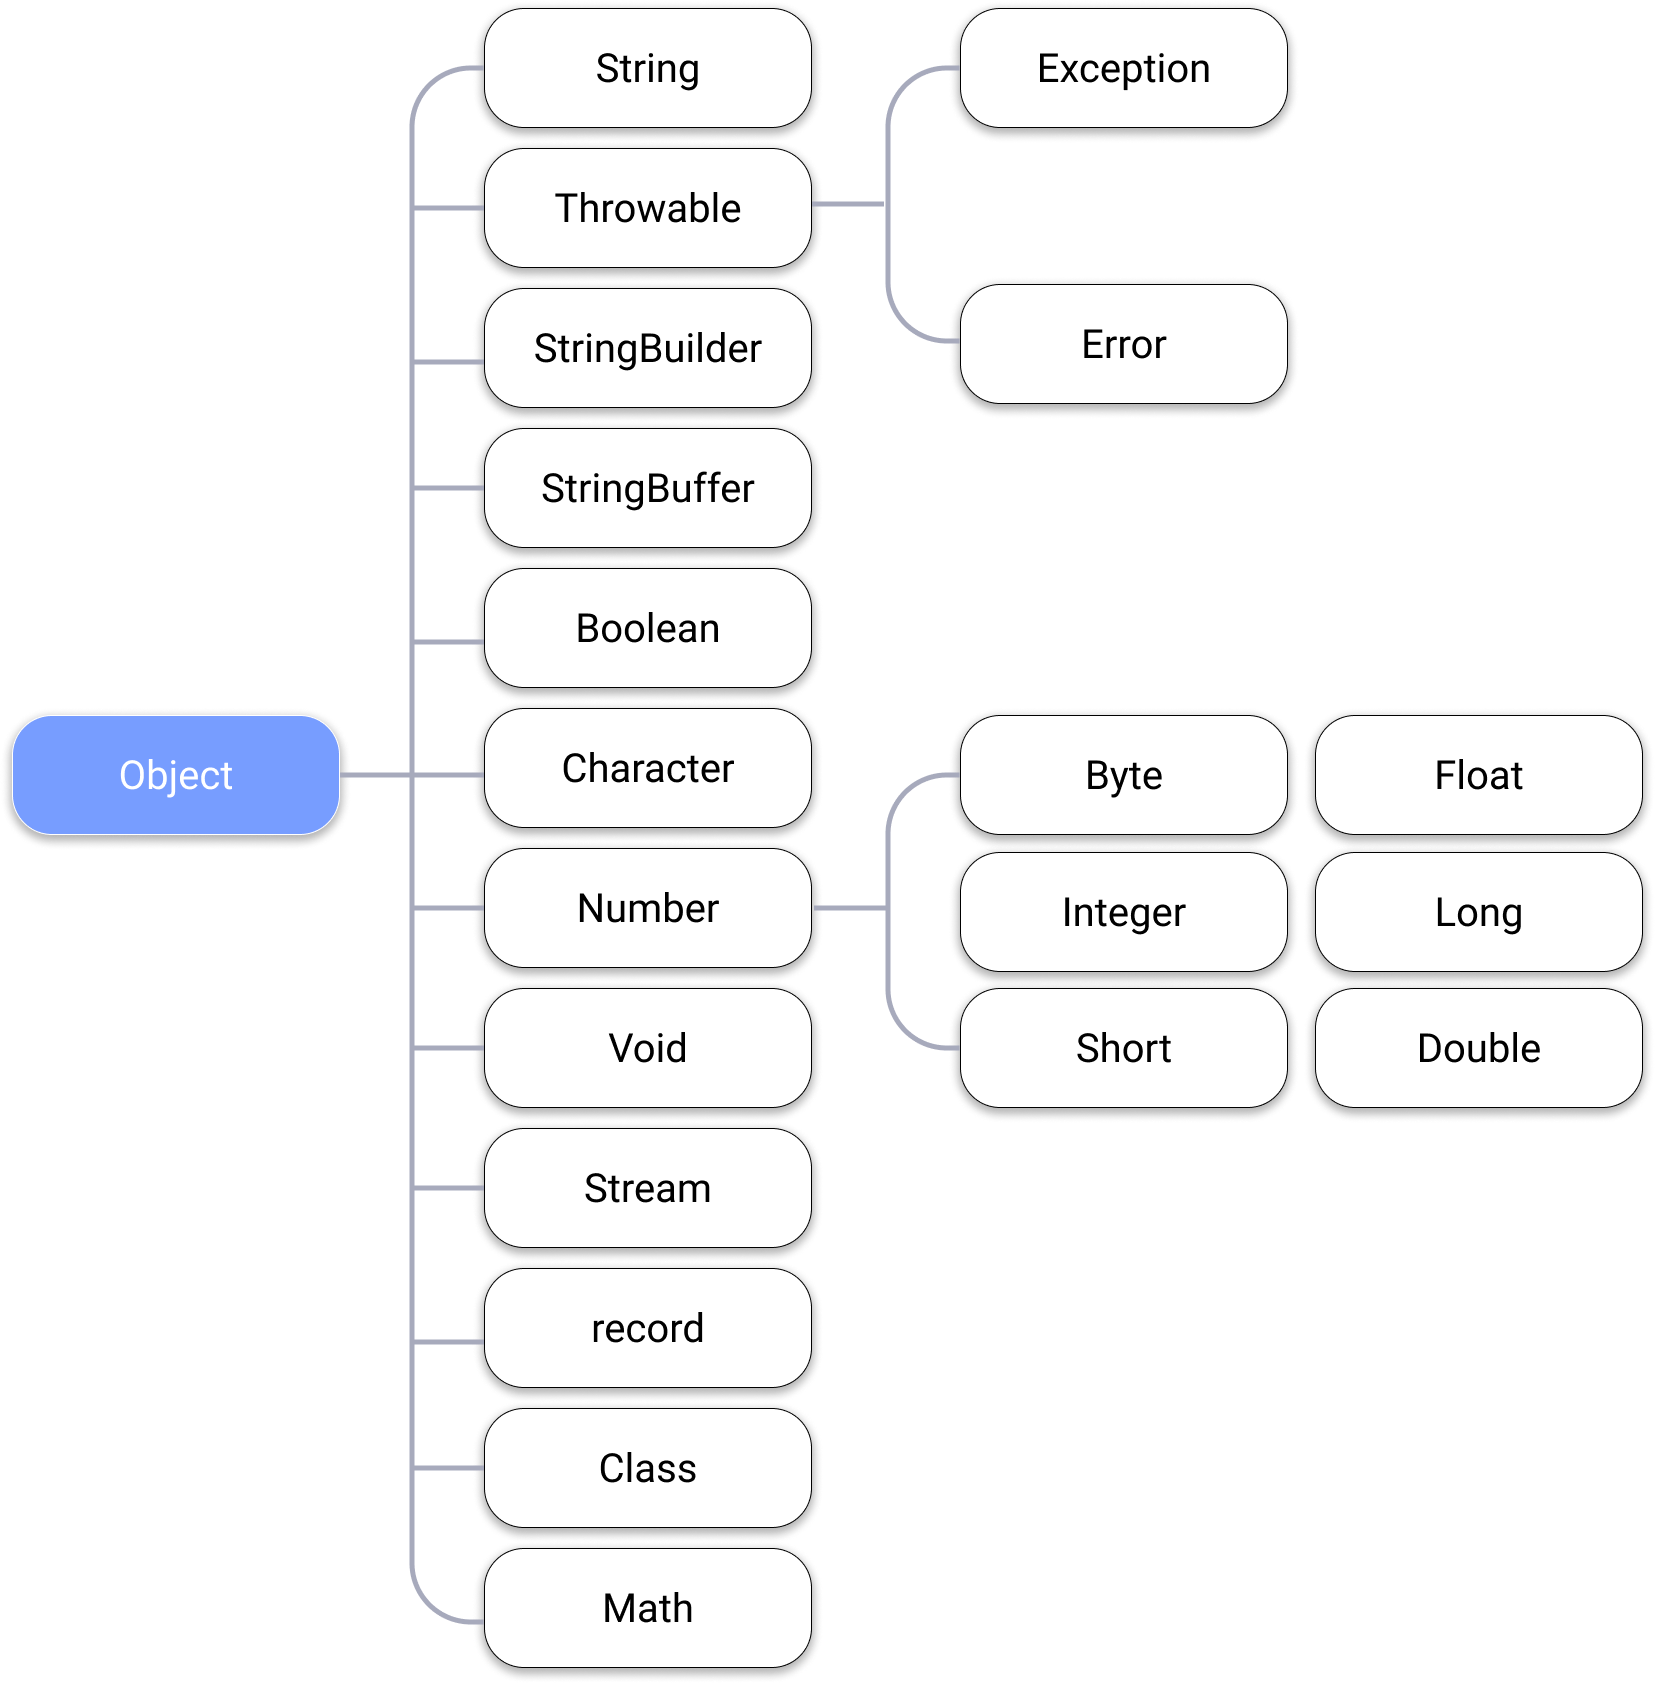 Object
String
Throwable
StringBuilder
StringBuffer
Boolean
Character
Number
Void
Stream
record
Class
Math
Exception
Error
Byte
Float
Integer
Long
Short
Double